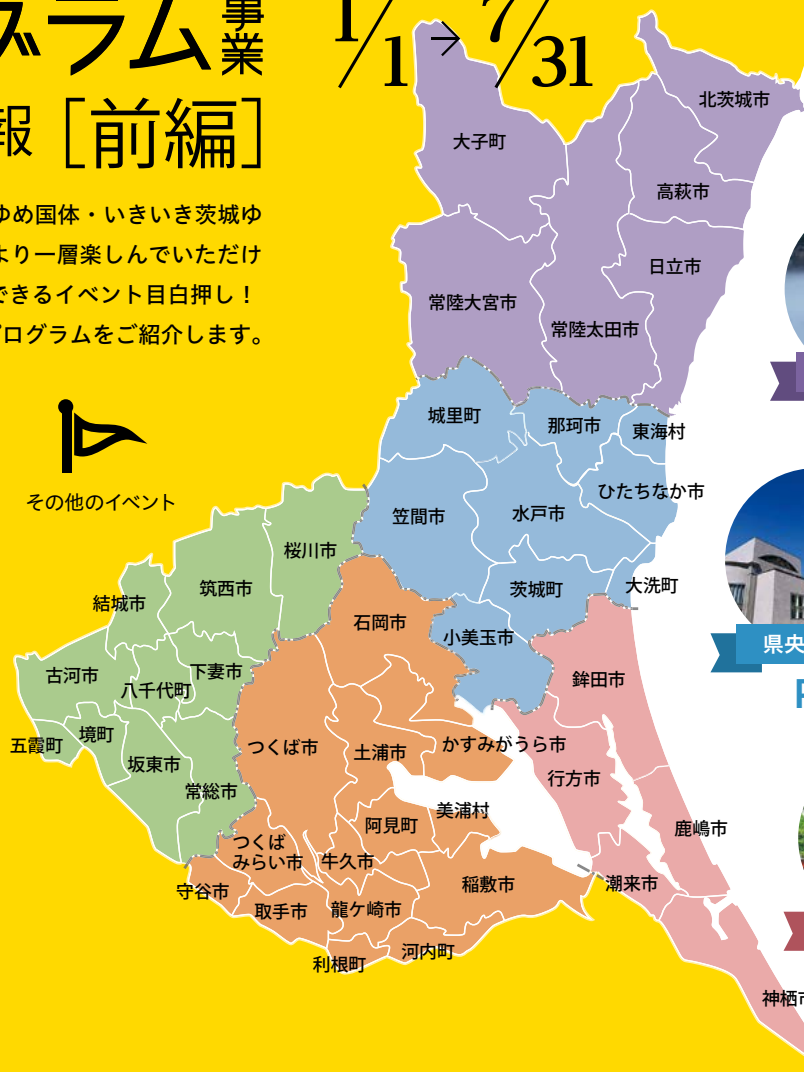 ズラム
事業
1/1→7/31
報［前編］
ゆめ国体・いきいき茨城ゆ
より一層楽しんでいただけ
できるイベント目白押し！
プログラムをご紹介します。
その他のイベント
北茨城市
大子町
高萩市
日立市
常陸大宮市
常陸太田市
城里町
那珂市
東海村
ひたちなか市
笠間市
水戸市
桜川市
茨城町
大洗町
筑西市
結城市
石岡市
小美玉市
県央
古河市
下妻市
八千代町
鉾田市
五霞町
境町
つくば市
土浦市
かすみがうら市
坂東市
行方市
常総市
美浦村
阿見町
鹿嶋市
つくば
みらい市
牛久市
守谷市
稲敷市
潮来市
取手市
龍ケ崎市
河内町
利根町
神栖市